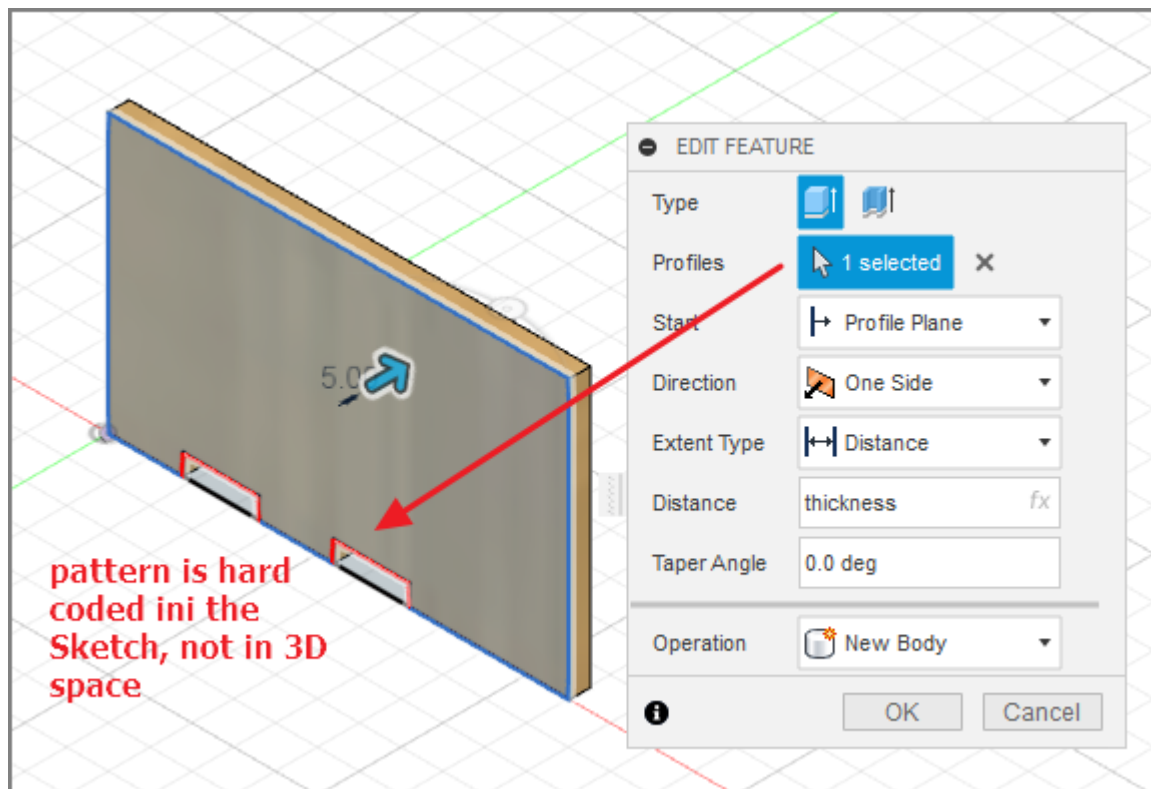 EDIT FEATURE
Type
Profiles
1 selected
Start
Profile Plane
Direction
One Side
Extent Type
Distance
Distance
thickness
fx
Taper Angle
0.0 deg
Operation
New Body
OK
Cancel
pattern is hard
coded ini the
Sketch, not in 3D
space